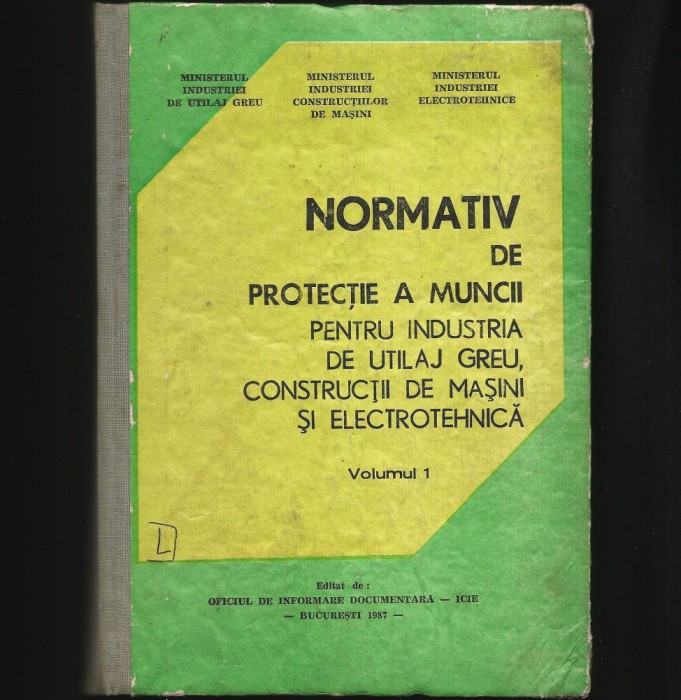 MINISTERUL
INDUSTRIEI
DE UTILAJ GREU
MINISTERUL
INDUSTRIEI
CONSTRUCȚIILOR
DE MAȘINI
MINISTERUL
INDUSTRIEI
ELECTROTEHNICE
NORMATIV
DE
PROTECȚIE A MUNCII
PENTRU INDUSTRIA
DE UTILAJ GREU,
CONSTRUCȚII DE MAȘINI
ȘI ELECTROTEHNICĂ
Volumul 1
L
Editat de :
OFICIUL DE INFORMARE DOCUMENTARĂ — ICIE
— BUCUREȘTI 1987 —